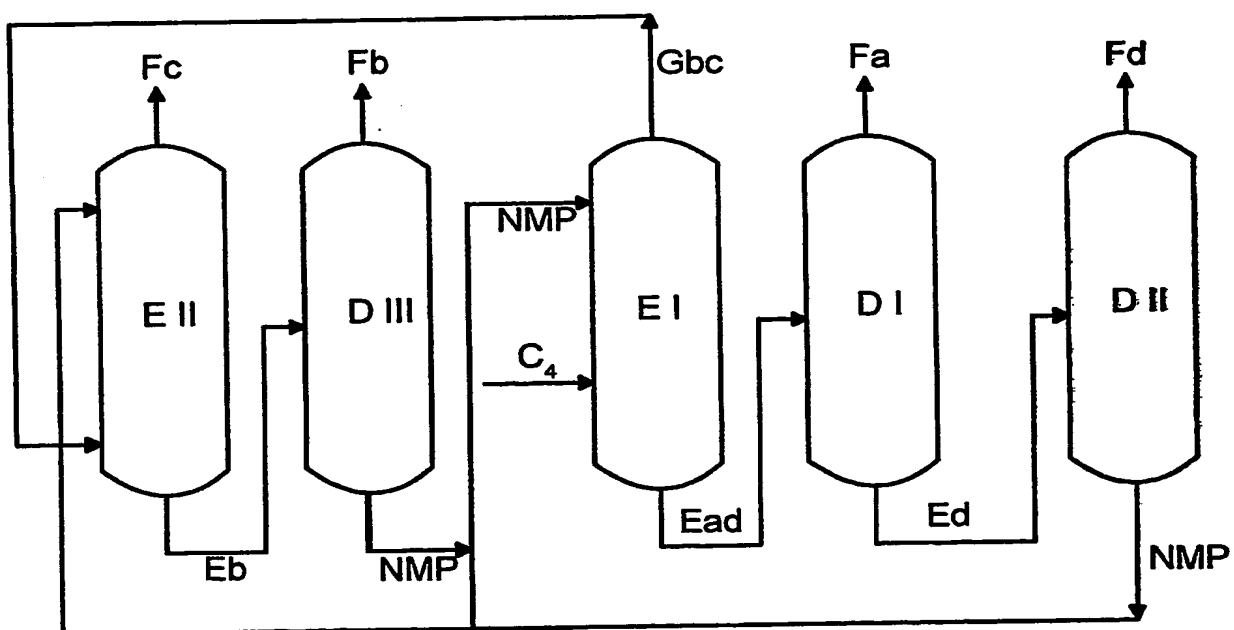 Gbc
Fc
Fb
Fa
Fd
NMP
E II
D III
E I
D I
D II
C₄
Ead
Ed
Eb
NMP
NMP